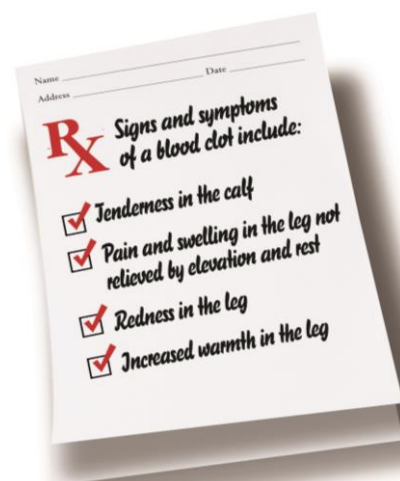 Name
Date
Address
Rx
Signs and symptoms
of a blood clot include:
Tenderness in the calf
Pain and swelling in the leg not
relieved by elevation and rest
Redness in the leg
Increased warmth in the leg